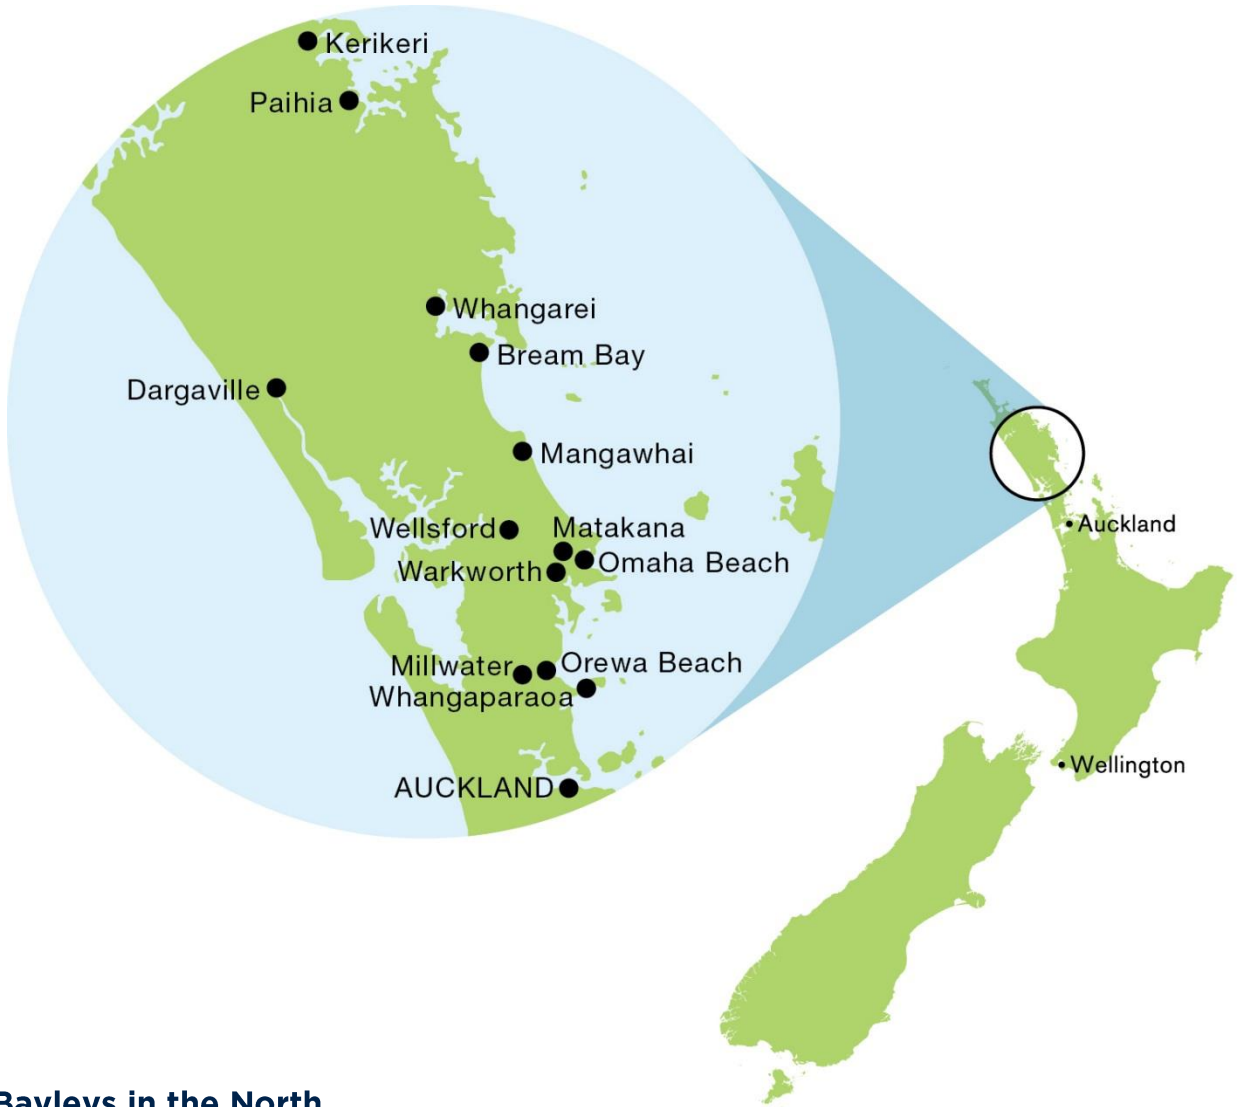 Kerikeri
Paihia
Whangarei
Bream Bay
Dargaville
Mangawhai
Wellsford
Matakana
Omaha Beach
Warkworth
Millwater
Orewa Beach
Whangaparaoa
AUCKLAND
Auckland
Wellington
Bayleys in the North